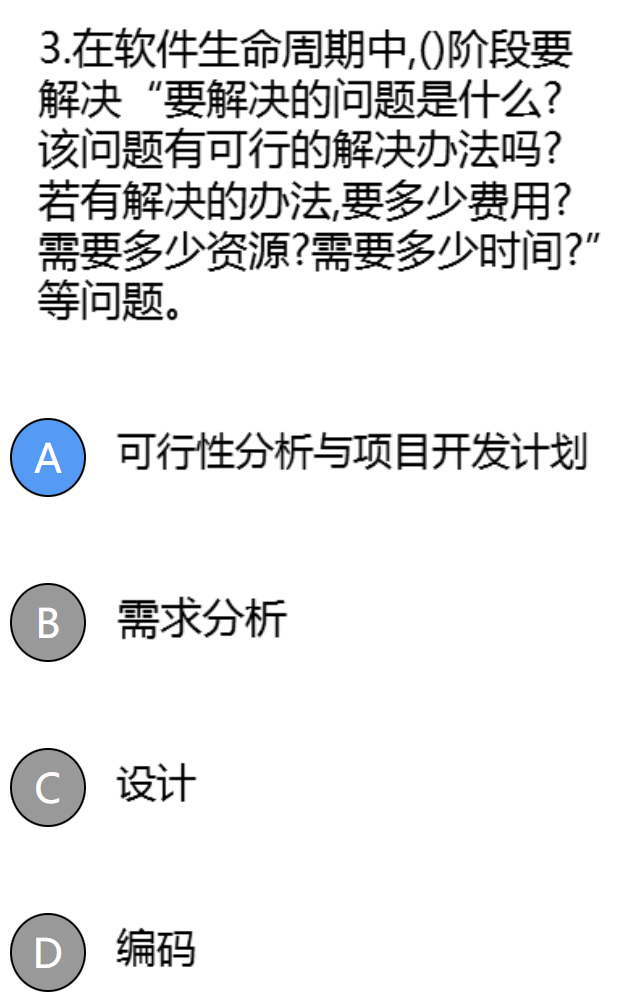 3.在软件生命周期中,()阶段要
解决“要解决的问题是什么?
该问题有可行的解决办法吗?
若有解决的办法,要多少费用?
需要多少资源?需要多少时间?”
等问题。
A 可行性分析与项目开发计划
B 需求分析
C 设计
D 编码